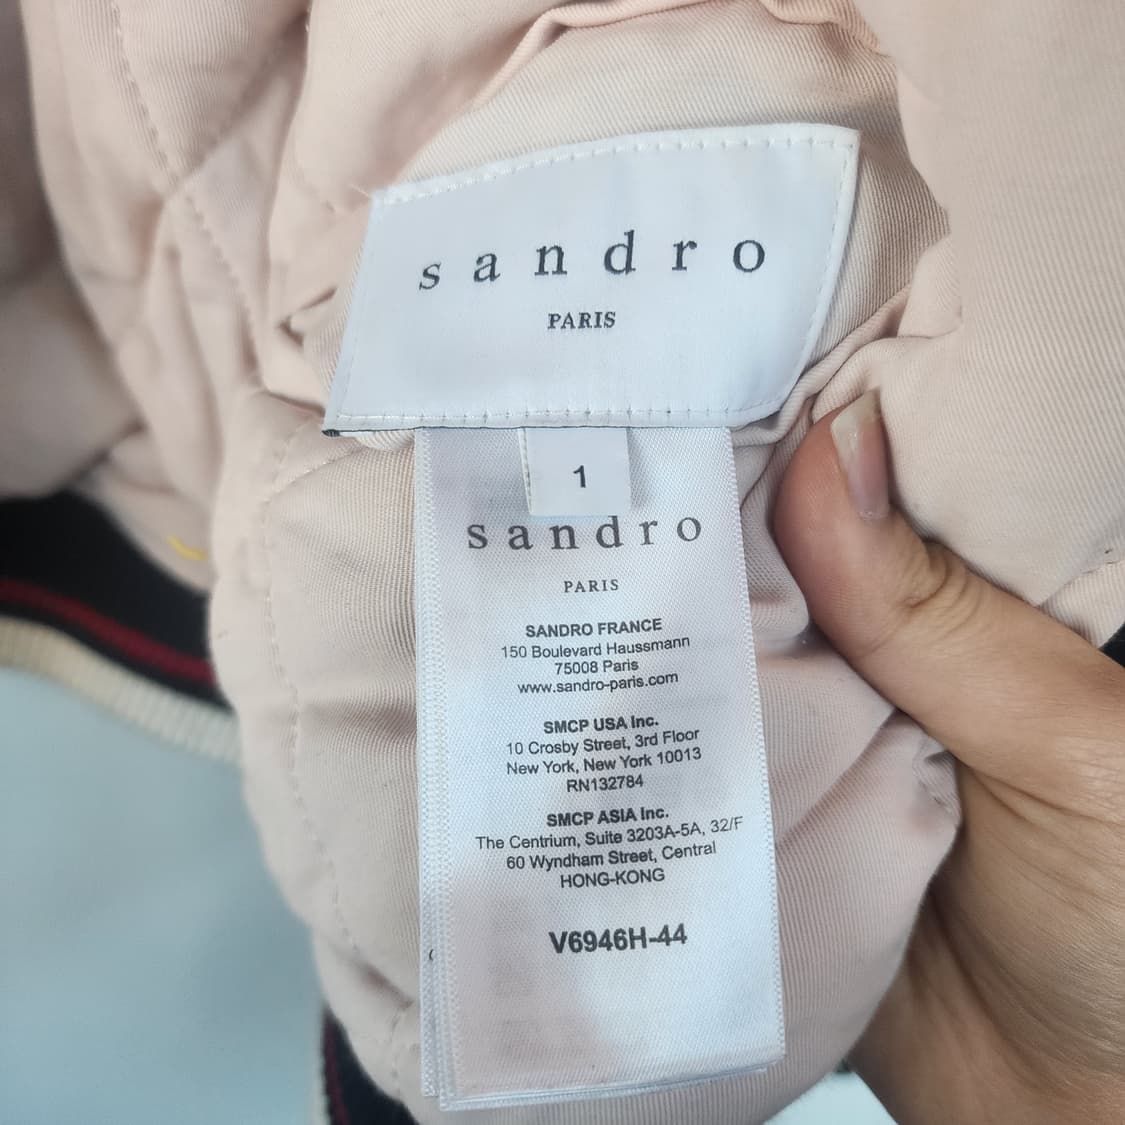 sandro
PARIS
1
sandro
PARIS
SANDRO FRANCE
150 Boulevard Haussmann
75008 Paris
www.sandro-paris.com
SMCP USA Inc.
10 Crosby Street, 3rd Floor
New York, New York 10013
RN132784
SMCP ASIA Inc.
The Centrium, Suite 3203A-5A, 32/F
60 Wyndham Street, Central
HONG-KONG
V6946H-44